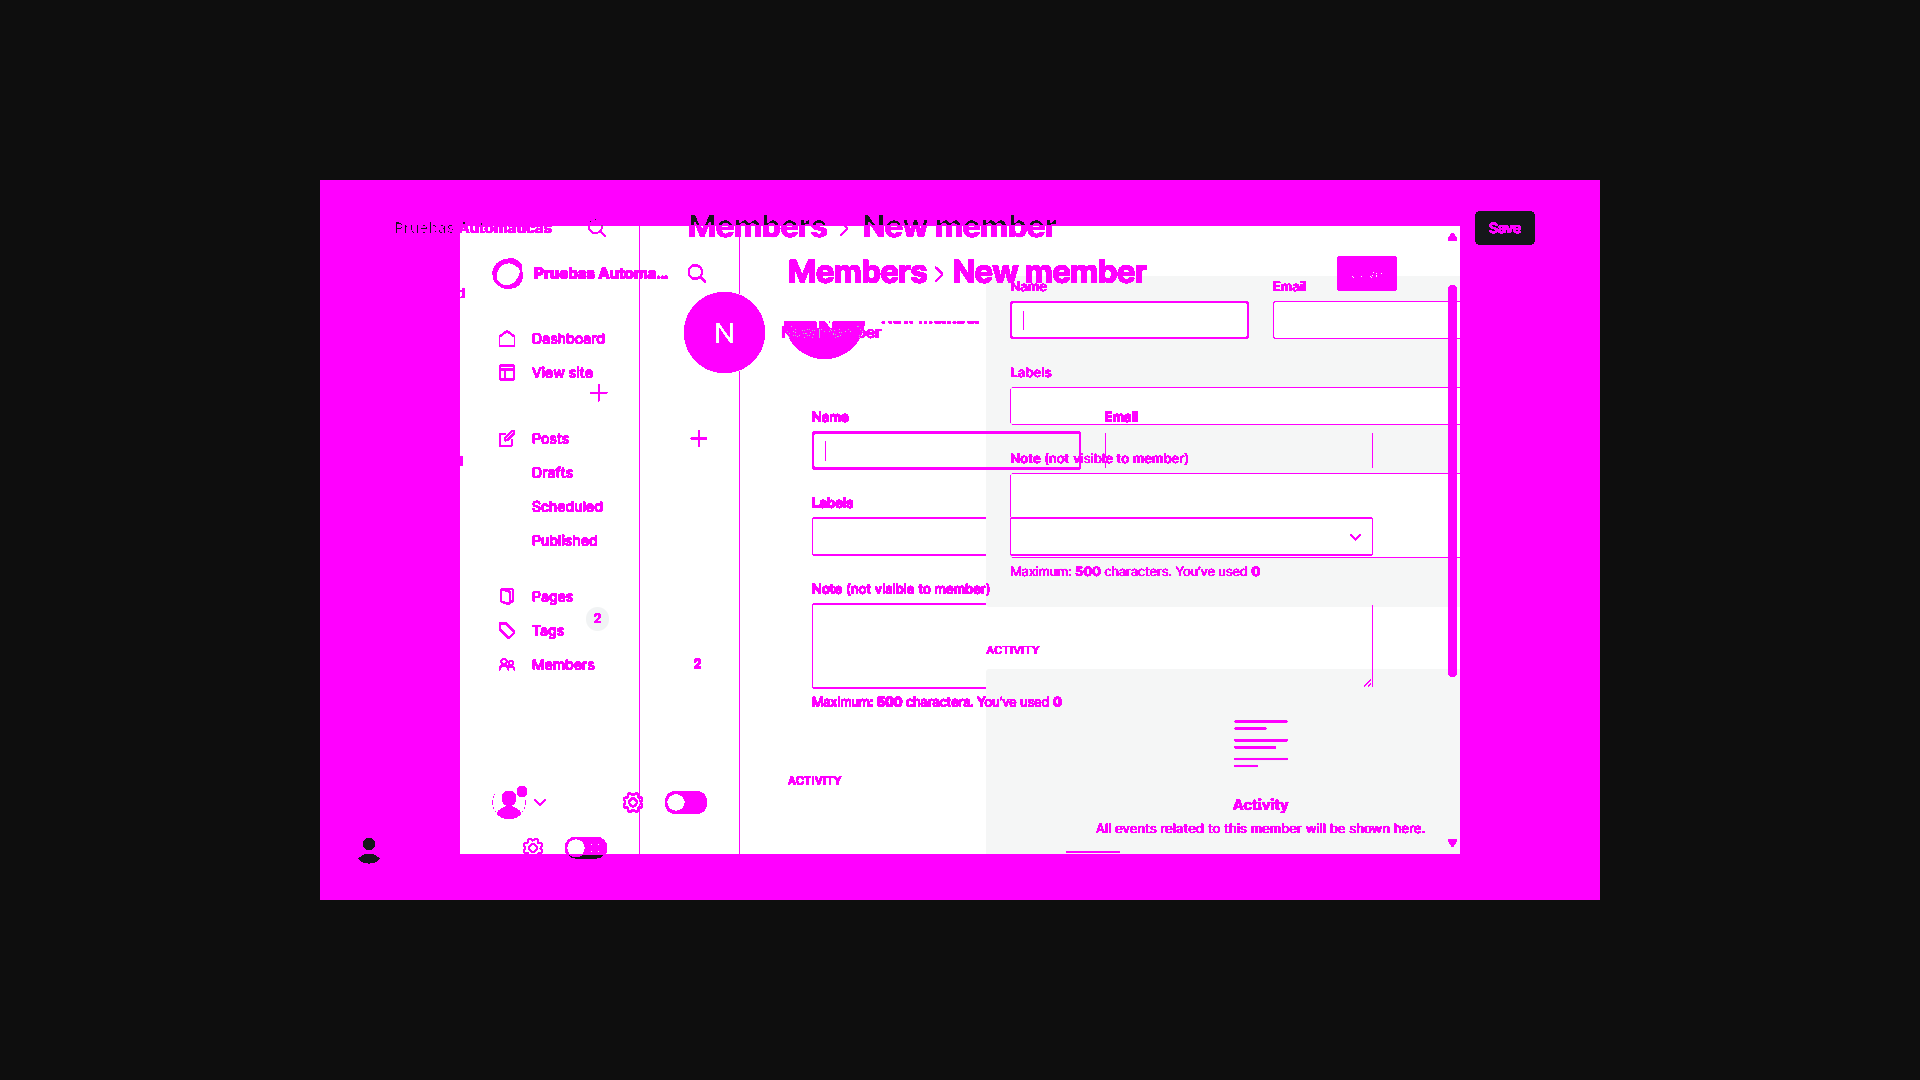 Pruebas Automaticas
Members › New member
Save
Pruebas Automa...
Members › New member
Name
Email
N
Dashboard
View site
Labels
Name
Email
Posts
Note (not visible to member)
Drafts
Labels
Scheduled
Published
Maximum: 500 characters. You've used 0
Note (not visible to member)
Pages
2
Tags
ACTIVITY
Members
2
Maximum: 500 characters. You've used 0
ACTIVITY
Activity
All events related to this member will be shown here.